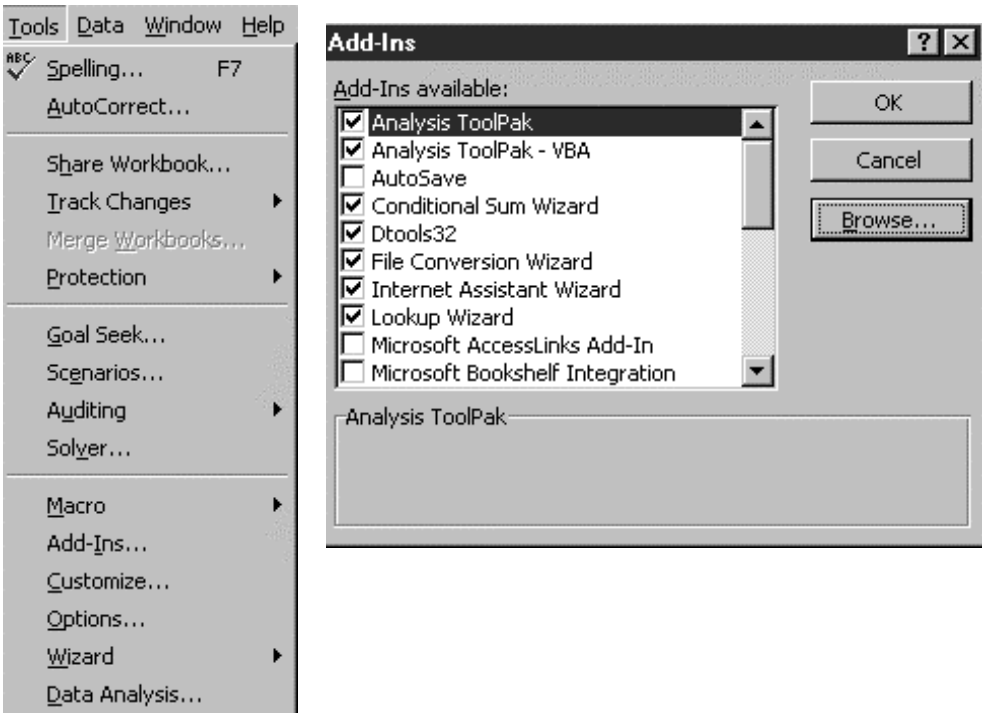 Tools Data Window Help
ABC Spelling... F7
AutoCorrect...
Share Workbook...
Track Changes
Merge Workbooks...
Protection
Goal Seek...
Scenarios...
Auditing
Solver...
Macro
Add-Ins...
Customize...
Options...
Wizard
Data Analysis...
Add-Ins ?
Add-Ins available:
Analysis ToolPak
Analysis ToolPak - VBA
AutoSave
Conditional Sum Wizard
Dtools32
File Conversion Wizard
Internet Assistant Wizard
Lookup Wizard
Microsoft AccessLinks Add-In
Microsoft Bookshelf Integration
OK
Cancel
Browse...
Analysis ToolPak